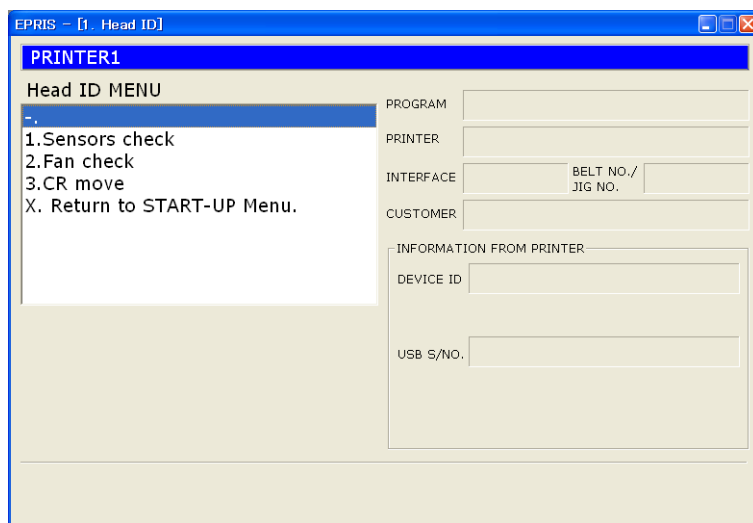 EPRIS - [1. Head ID]
PRINTER1
Head ID MENU
-.
1.Sensors check
2.Fan check
3.CR move
X. Return to START-UP Menu.
PROGRAM
PRINTER
INTERFACE
BELT NO./
JIG NO.
CUSTOMER
INFORMATION FROM PRINTER
DEVICE ID
USB S/NO.